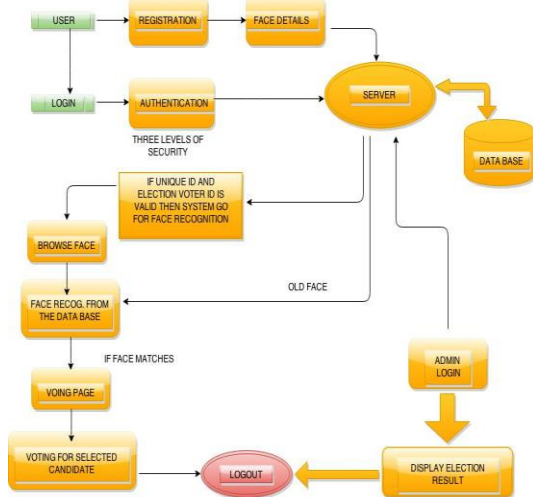 USER
REGISTRATION
FACE DETAILS
LOGIN
AUTHENTICATION
SERVER
THREE LEVELS OF
SECURITY
DATA BASE
IF UNIQUE ID AND
ELECTION VOTER ID IS
VALID THEN SYSTEM GO
FOR FACE RECOGNITION
BROWSE FACE
OLD FACE
FACE RECOG. FROM
THE DATA BASE
IF FACE MATCHES
ADMIN
LOGIN
VOING PAGE
VOTING FOR SELECTED
CANDIDATE
LOGOUT
DISPLAY ELECTION
RESULT